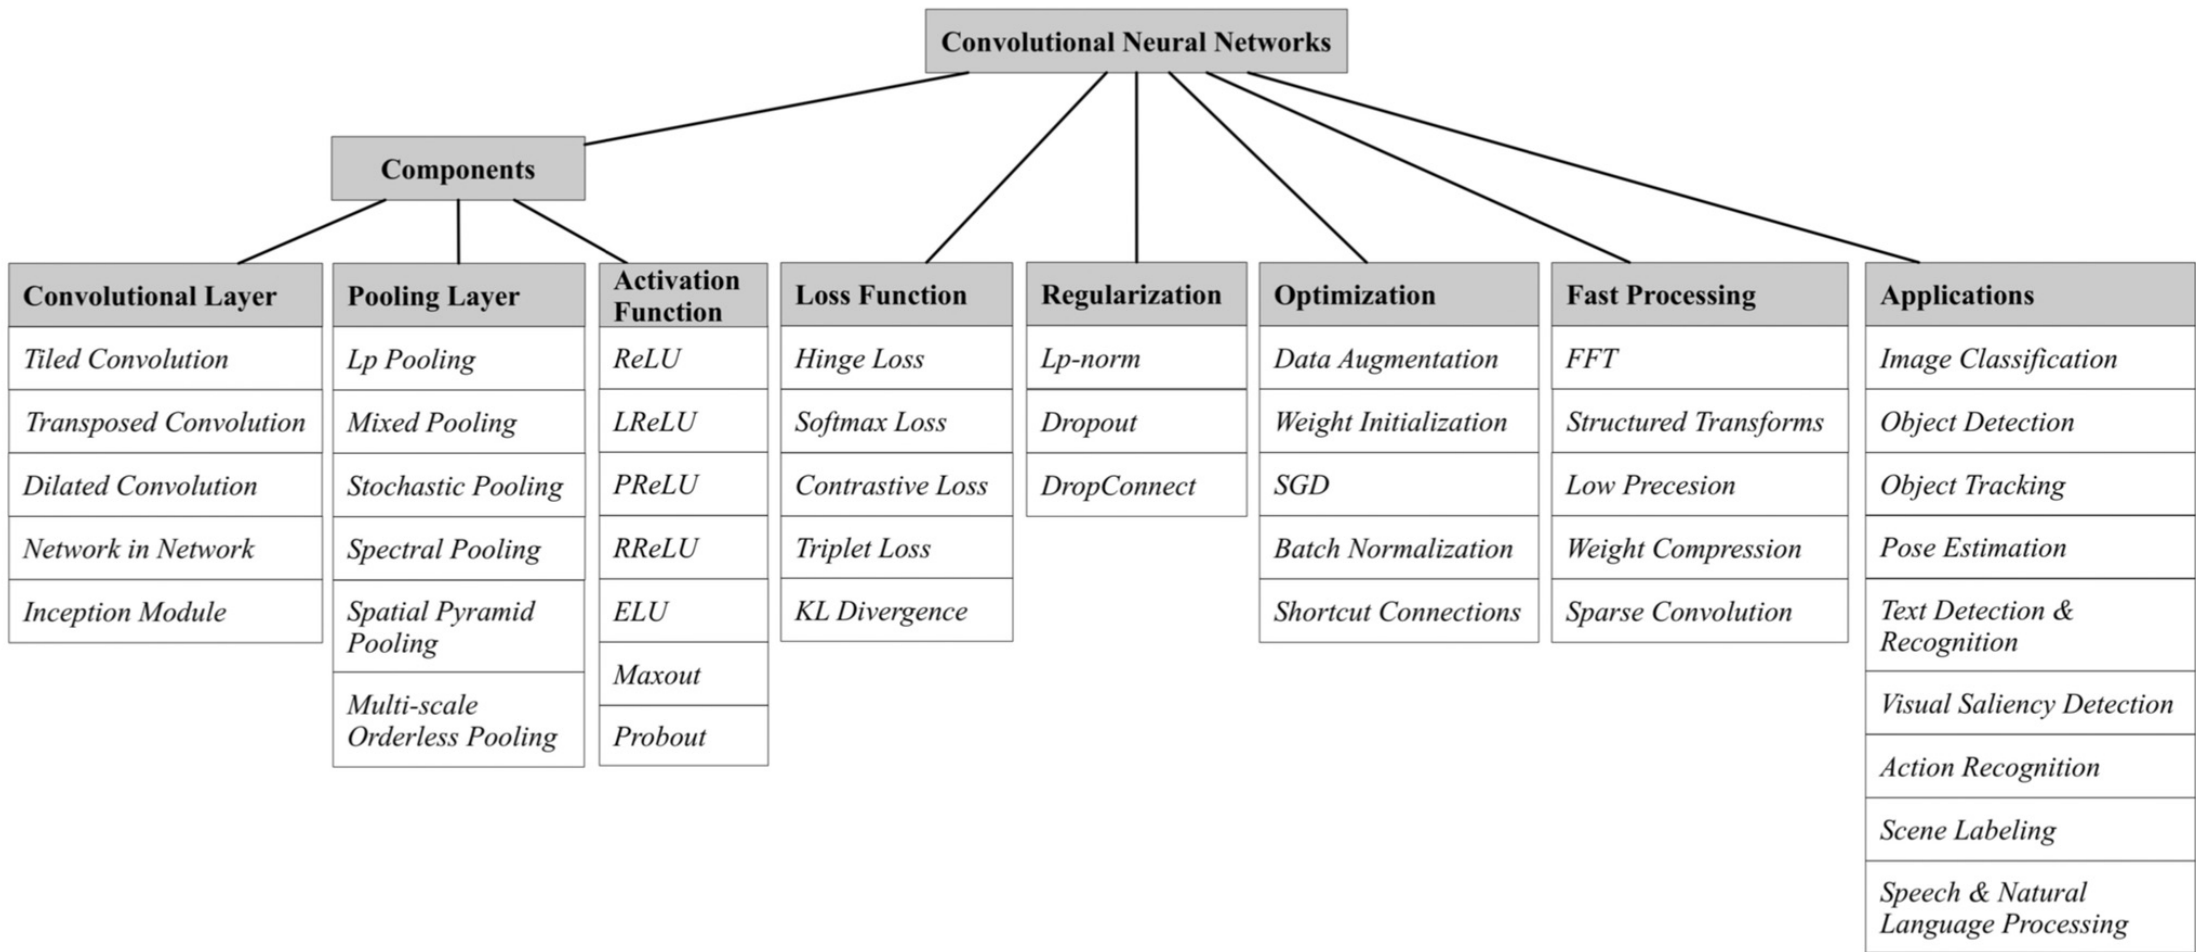 Convolutional Neural Networks
Components
Convolutional Layer
Tiled Convolution
Transposed Convolution
Dilated Convolution
Network in Network
Inception Module
Pooling Layer
Lp Pooling
Mixed Pooling
Stochastic Pooling
Spectral Pooling
Spatial Pyramid
Pooling
Multi-scale
Orderless Pooling
Activation
Function
ReLU
LReLU
PReLU
RReLU
ELU
Maxout
Probout
Loss Function
Hinge Loss
Softmax Loss
Contrastive Loss
Triplet Loss
KL Divergence
Regularization
Lp-norm
Dropout
DropConnect
Optimization
Data Augmentation
Weight Initialization
SGD
Batch Normalization
Shortcut Connections
Fast Processing
FFT
Structured Transforms
Low Precesion
Weight Compression
Sparse Convolution
Applications
Image Classification
Object Detection
Object Tracking
Pose Estimation
Text Detection &
Recognition
Visual Saliency Detection
Action Recognition
Scene Labeling
Speech & Natural
Language Processing